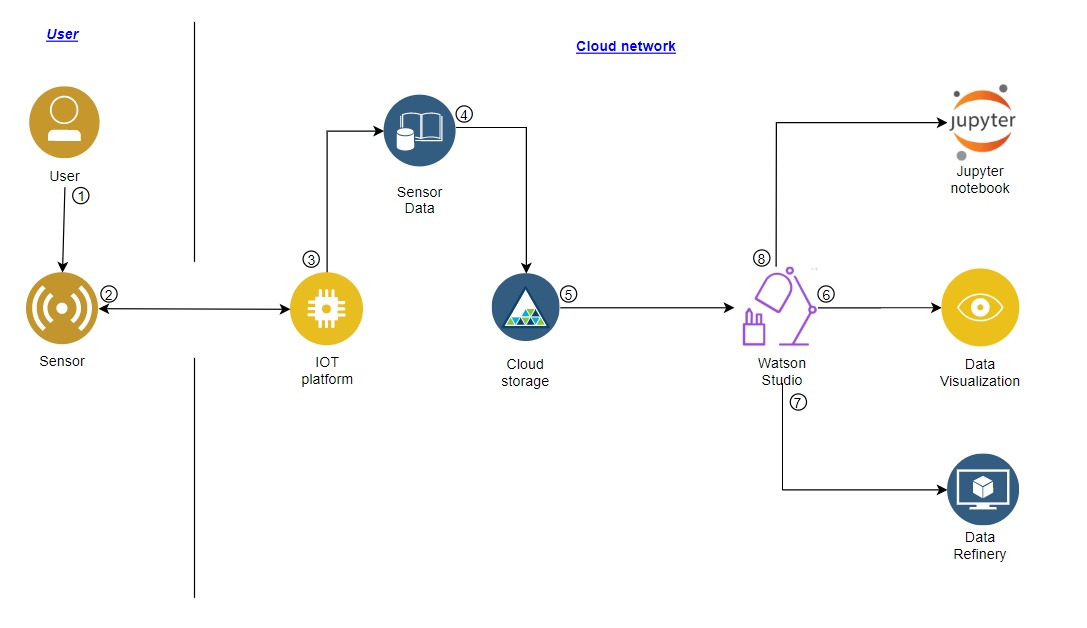 User
Cloud network
User
①
Sensor
②
IOT
platform
③
Sensor
Data
④
Cloud
storage
⑤
Watson
Studio
⑥
Data
Visualization
⑦
Data
Refinery
⑧
jupyter
Jupyter
notebook